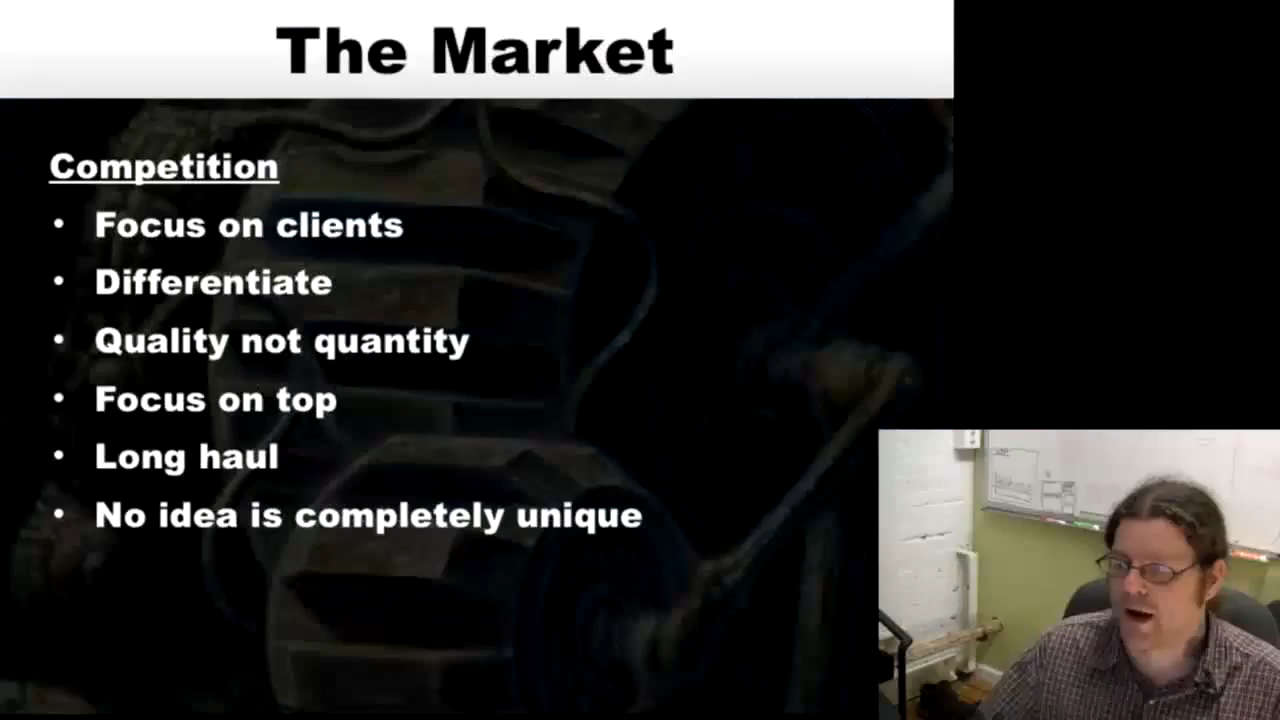 The Market
Competition
• Focus on clients
• Differentiate
• Quality not quantity
• Focus on top
• Long haul
• No idea is completely unique